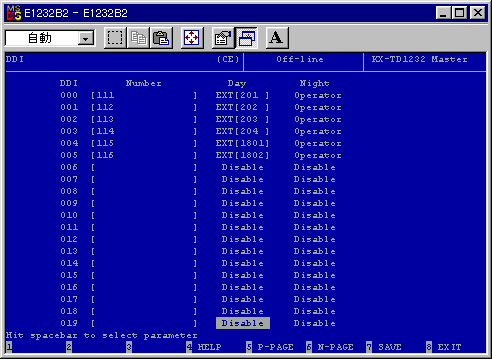 E1232B2 - E1232B2
自動
A
DDI (CE) Off-line KX-TD1232 Master
DDI Number Day Night
000 [111 ] EXT[201 ] Operator
001 [112 ] EXT[202 ] Operator
002 [113 ] EXT[203 ] Operator
003 [114 ] EXT[204 ] Operator
004 [115 ] EXT[1801] Operator
005 [116 ] EXT[1802] Operator
006 [ ] Disable Disable
007 [ ] Disable Disable
008 [ ] Disable Disable
009 [ ] Disable Disable
010 [ ] Disable Disable
011 [ ] Disable Disable
012 [ ] Disable Disable
013 [ ] Disable Disable
014 [ ] Disable Disable
015 [ ] Disable Disable
016 [ ] Disable Disable
017 [ ] Disable Disable
018 [ ] Disable Disable
019 [ ] Disable Disable
Hit spacebar to select parameter
1 2 3 4 HELP 5 P-PAGE 6 N-PAGE 7 SAVE 8 EXIT